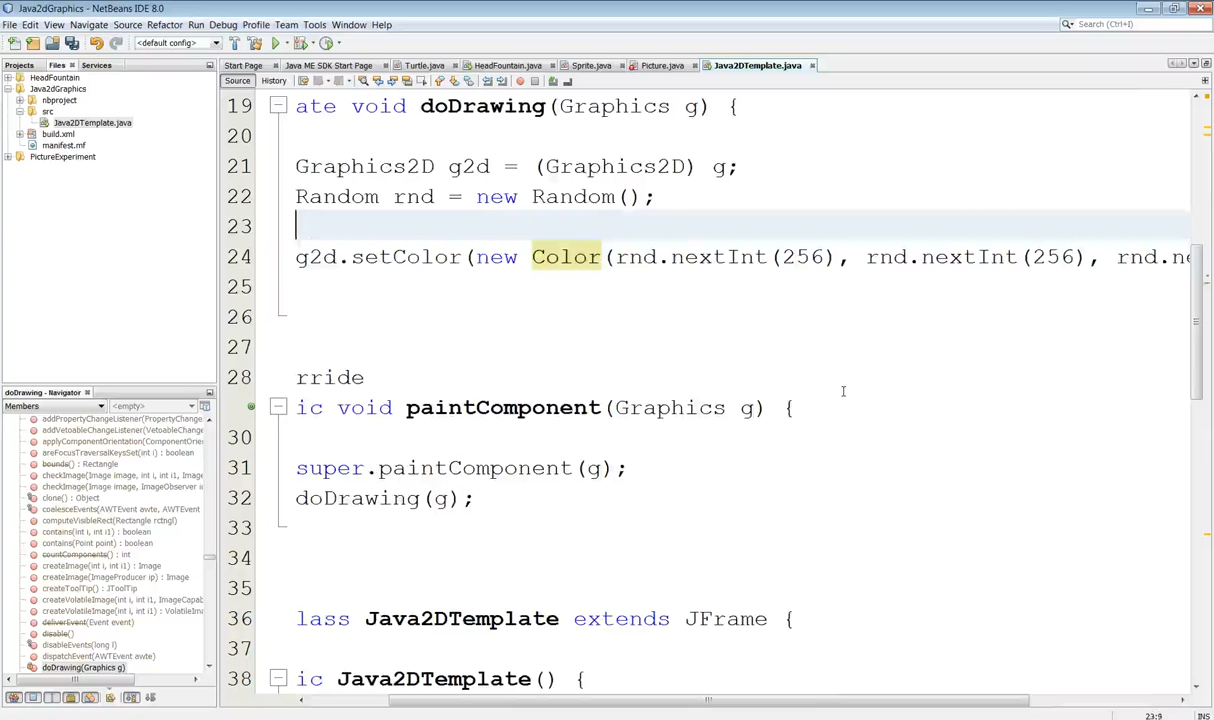 Java2dGraphics - NetBeans IDE 8.0
File Edit View Navigate Source Refactor Run Debug Profile Team Tools Window Help
Search (Ctrl+I)
<default config>
Projects Files Services
Start Page Java ME SDK Start Page Turtle.java HeadFountain.java Sprite.java Picture.java Java2DTemplate.java
Source History
HeadFountain
Java2dGraphics
nbproject
src
Java2DTemplate.java
build.xml
manifest.mf
PictureExperiment
19 ate void doDrawing(Graphics g) {
20
21 Graphics2D g2d = (Graphics2D) g;
22 Random rnd = new Random();
23
24 g2d.setColor(new Color(rnd.nextInt(256), rnd.nextInt(256), rnd.ne
25
26
27
28 rride
ic void paintComponent(Graphics g) {
30
31 super.paintComponent(g);
32 doDrawing(g);
33
34
35
36 lass Java2DTemplate extends JFrame {
37
38 ic Java2DTemplate() {
doDrawing - Navigator
Members <empty>
addPropertyChangeListener(PropertyChange
addVetoableChangeListener(VetoableChange
applyComponentOrientation(ComponentOrie
areFocusTraversalKeysSet(int i) : boolean
bounds() : Rectangle
checkImage(Image image, int i, int i1, Image
checkImage(Image image, ImageObserver i
clone() : Object
coalesceEvents(AWTEvent awte, AWTEvent
computeVisibleRect(Rectangle rctngl)
contains(int i, int i1) : boolean
contains(Point point) : boolean
countComponents() : int
createImage(int i, int i1) : Image
createImage(ImageProducer ip) : Image
createToolTip() : JToolTip
createVolatileImage(int i, int i1, ImageCapab
createVolatileImage(int i, int i1) : VolatileIma
deliverEvent(Event event)
disable()
disableEvents(long l)
dispatchEvent(AWTEvent awte)
doDrawing(Graphics g)
23:9 INS